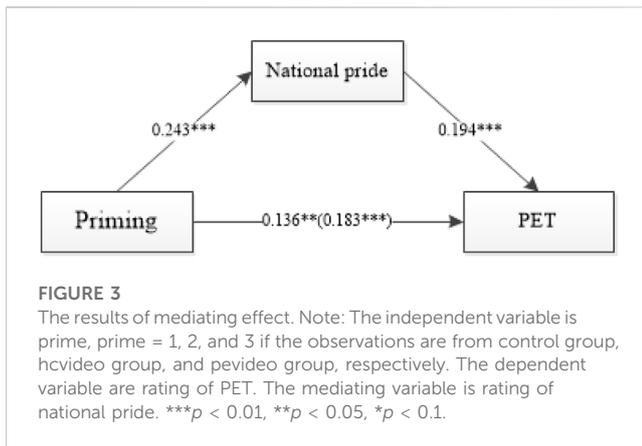 National pride
0.243***
0.194***
Priming
0.136**(0.183***)
PET
FIGURE 3
The results of mediating effect. Note: The independent variable is
prime, prime = 1, 2, and 3 if the observations are from control group,
hcvideo group, and pevideo group, respectively. The dependent
variable are rating of PET. The mediating variable is rating of
national pride. ***p < 0.01, **p < 0.05, *p < 0.1.